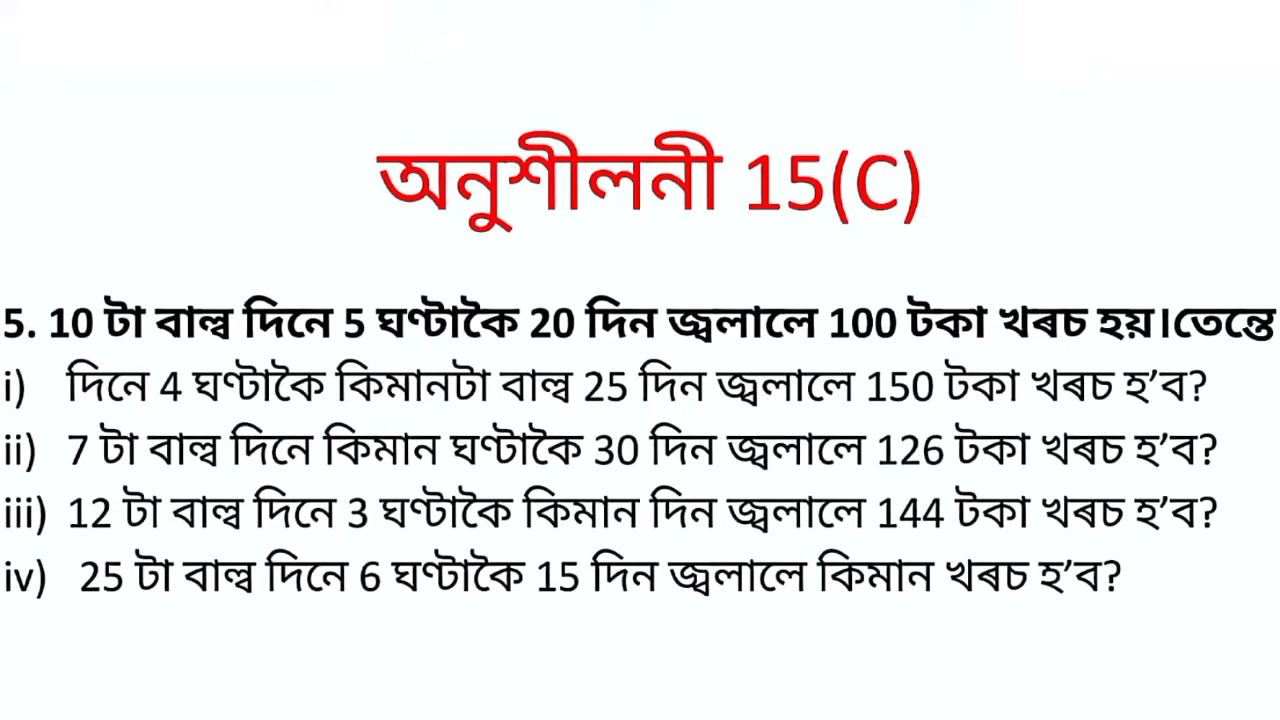 অনুশীলনী 15(C)
5. 10 টা বাল্ব দিনে 5 ঘণ্টাকৈ 20 দিন জ্বলালে 100 টকা খৰচ হয়।তেন্তে
i) দিনে 4 ঘণ্টাকৈ কিমানটা বাল্ব 25 দিন জ্বলালে 150 টকা খৰচ হ’ব?
ii) 7 টা বাল্ব দিনে কিমান ঘণ্টাকৈ 30 দিন জ্বলালে 126 টকা খৰচ হ’ব?
iii) 12 টা বাল্ব দিনে 3 ঘণ্টাকৈ কিমান দিন জ্বলালে 144 টকা খৰচ হ’ব?
iv) 25 টা বাল্ব দিনে 6 ঘণ্টাকৈ 15 দিন জ্বলালে কিমান খৰচ হ’ব?